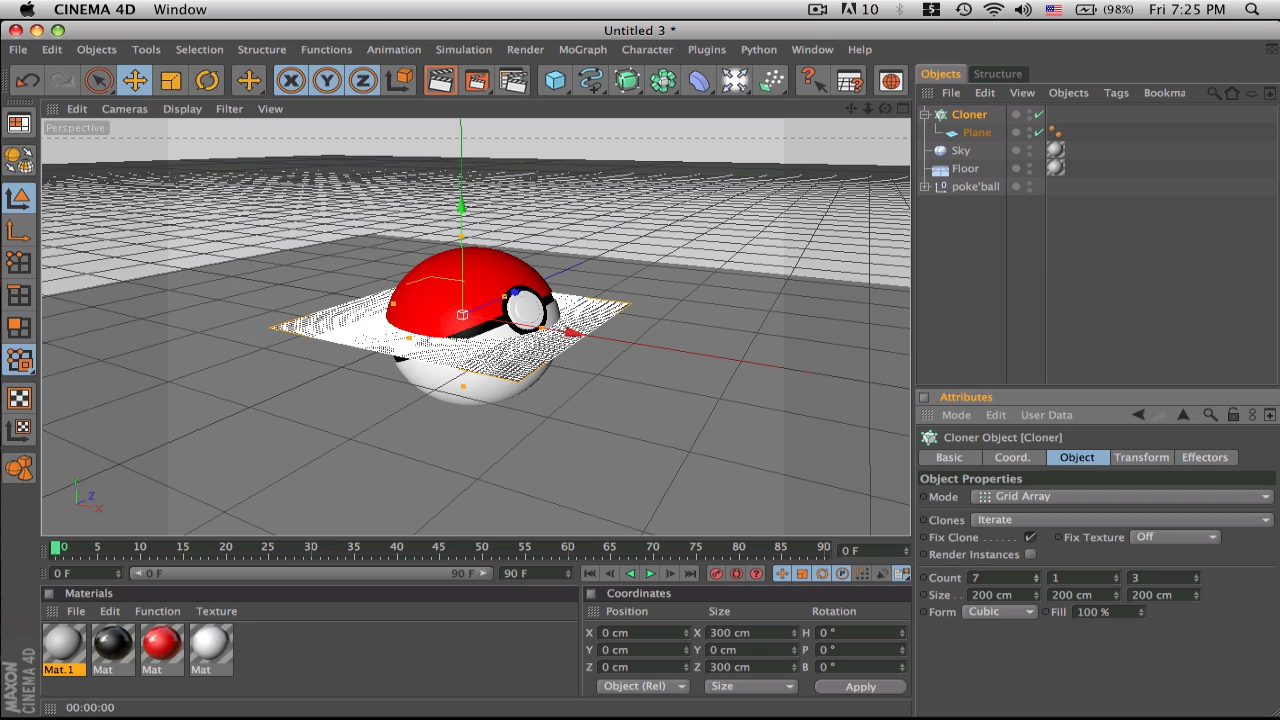 CINEMA 4D Window 10 (98%) Fri 7:25 PM
Untitled 3 *
File Edit Objects Tools Selection Structure Functions Animation Simulation Render MoGraph Character Plugins Python Window Help
X Y Z
Objects Structure
File Edit View Objects Tags Bookma
Edit Cameras Display Filter View
Perspective
Cloner
Plane
Sky
Floor
poke'ball
Y
Z
X
Attributes
Mode Edit User Data
Cloner Object [Cloner]
Basic Coord. Object Transform Effectors
Object Properties
Mode Grid Array
Clones Iterate
Fix Clone . . . . . . Fix Texture Off
Render Instances
Count 7 1 3
Size . . 200 cm 200 cm 200 cm
Form Cubic Fill 100 %
0 5 10 15 20 25 30 35 40 45 50 55 60 65 70 75 80 85 90 0 F
0 F 0 F 90 F 90 F
Materials
File Edit Function Texture
Mat.1 Mat Mat Mat
Coordinates
Position Size Rotation
X 0 cm X 300 cm H 0 °
Y 0 cm Y 0 cm P 0 °
Z 0 cm Z 300 cm B 0 °
Object (Rel) Size Apply
MAXON
CINEMA 4D
00:00:00